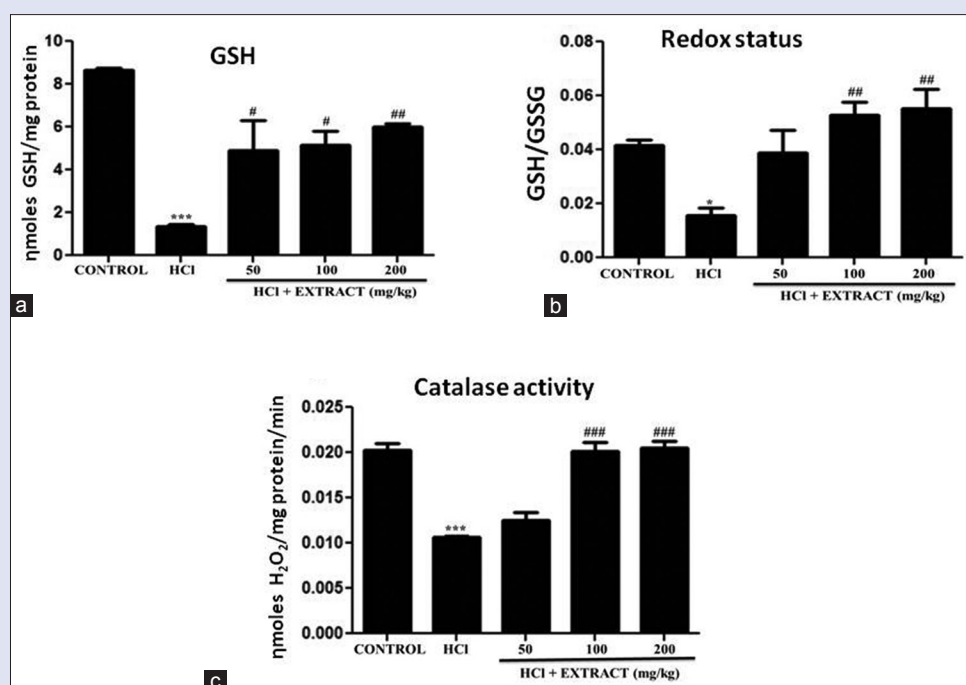 GSH
ηmoles GSH/mg protein
10
8
6
4
2
0
***
#
#
##
CONTROL HCl 50 100 200
HCl + EXTRACT (mg/kg)
a
Redox status
GSH/GSSG
0.08
0.06
0.04
0.02
0.00
*
##
##
CONTROL HCl 50 100 200
HCl + EXTRACT (mg/kg)
b
Catalase activity
ηmoles H₂O₂/mg protein/min
0.025
0.020
0.015
0.010
0.005
0.000
***
###
###
CONTROL HCl 50 100 200
HCl + EXTRACT (mg/kg)
c